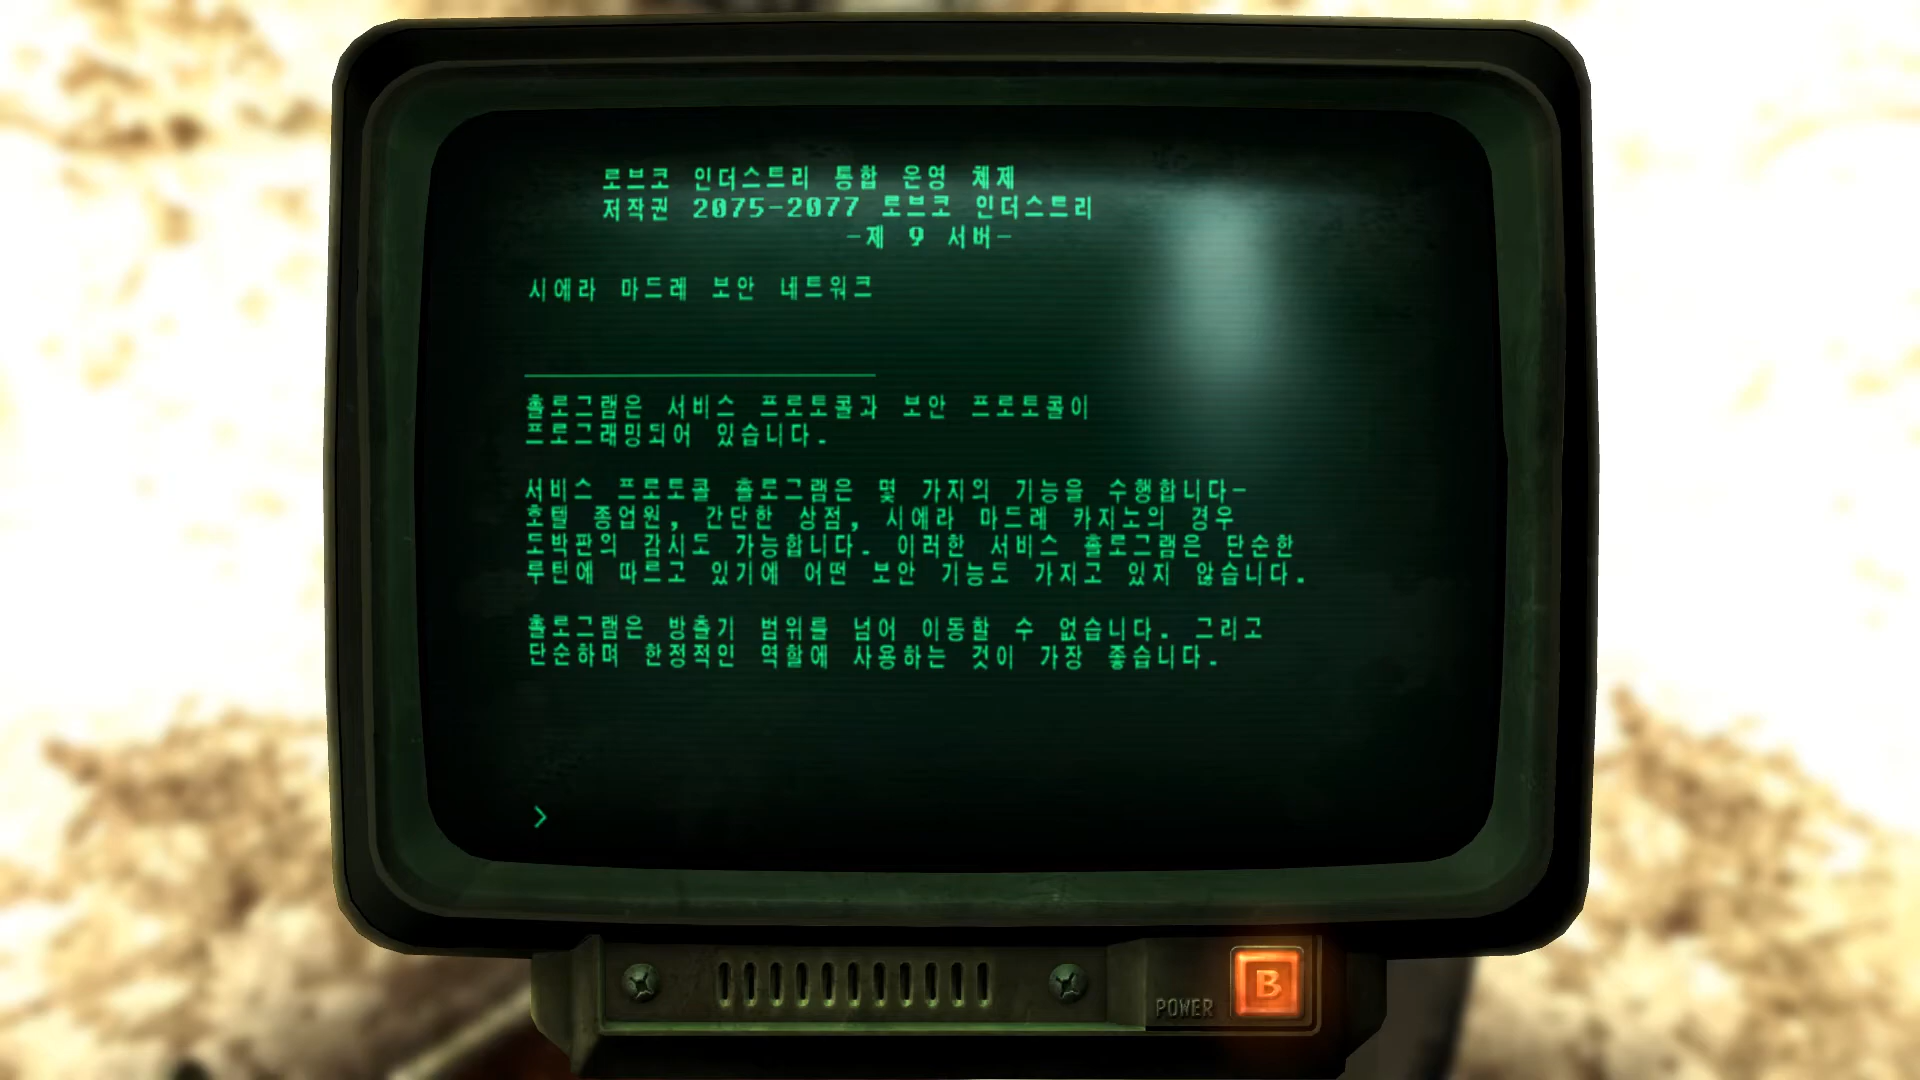 로브코 인더스트리 통합 운영 체제
저작권 2075-2077 로브코 인더스트리
-제 9 서버-
시에라 마드레 보안 네트워크
홀로그램은 서비스 프로토콜과 보안 프로토콜이
프로그래밍되어 있습니다.
서비스 프로토콜 홀로그램은 몇 가지의 기능을 수행합니다-
호텔 종업원, 간단한 상점, 시에라 마드레 카지노의 경우
도박판의 감시도 가능합니다. 이러한 서비스 홀로그램은 단순한
루틴에 따르고 있기에 어떤 보안 기능도 가지고 있지 않습니다.
홀로그램은 방출기 범위를 넘어 이동할 수 없습니다. 그리고
단순하며 한정적인 역할에 사용하는 것이 가장 좋습니다.
>
POWER B